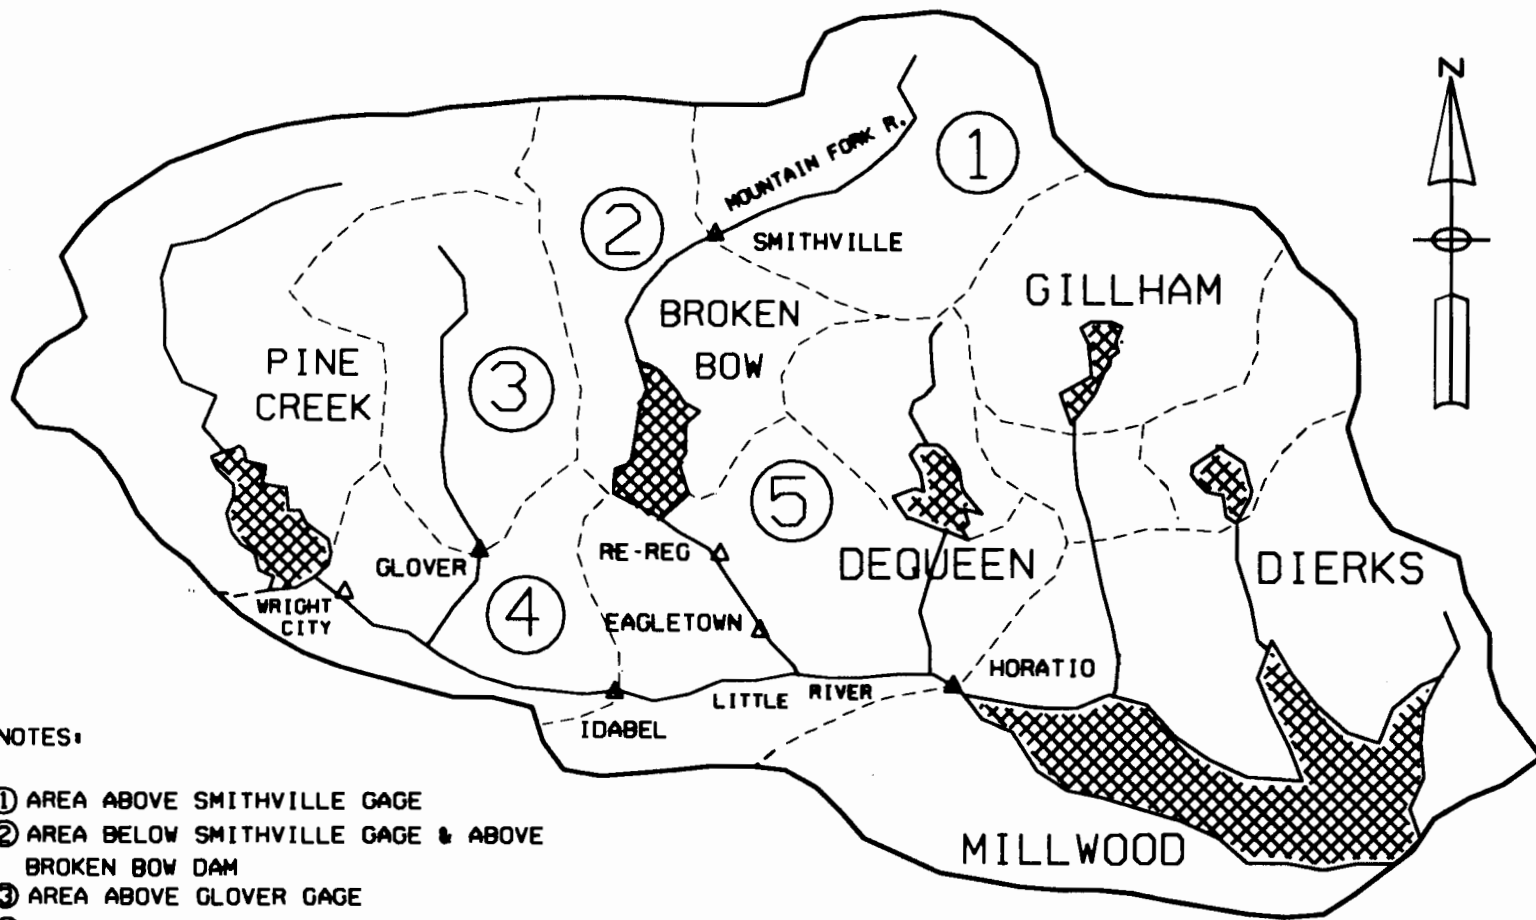 N
MOUNTAIN FORK R.
1
2
SMITHVILLE
GILLHAM
BROKEN
BOW
PINE
CREEK
3
5
RE-REG
GLOVER
DEQUEEN
DIERKS
WRIGHT
CITY
4
EAGLETOWN
HORATIO
LITTLE RIVER
IDABEL
NOTES:
① AREA ABOVE SMITHVILLE GAGE
② AREA BELOW SMITHVILLE GAGE & ABOVE
BROKEN BOW DAM
③ AREA ABOVE GLOVER GAGE
MILLWOOD